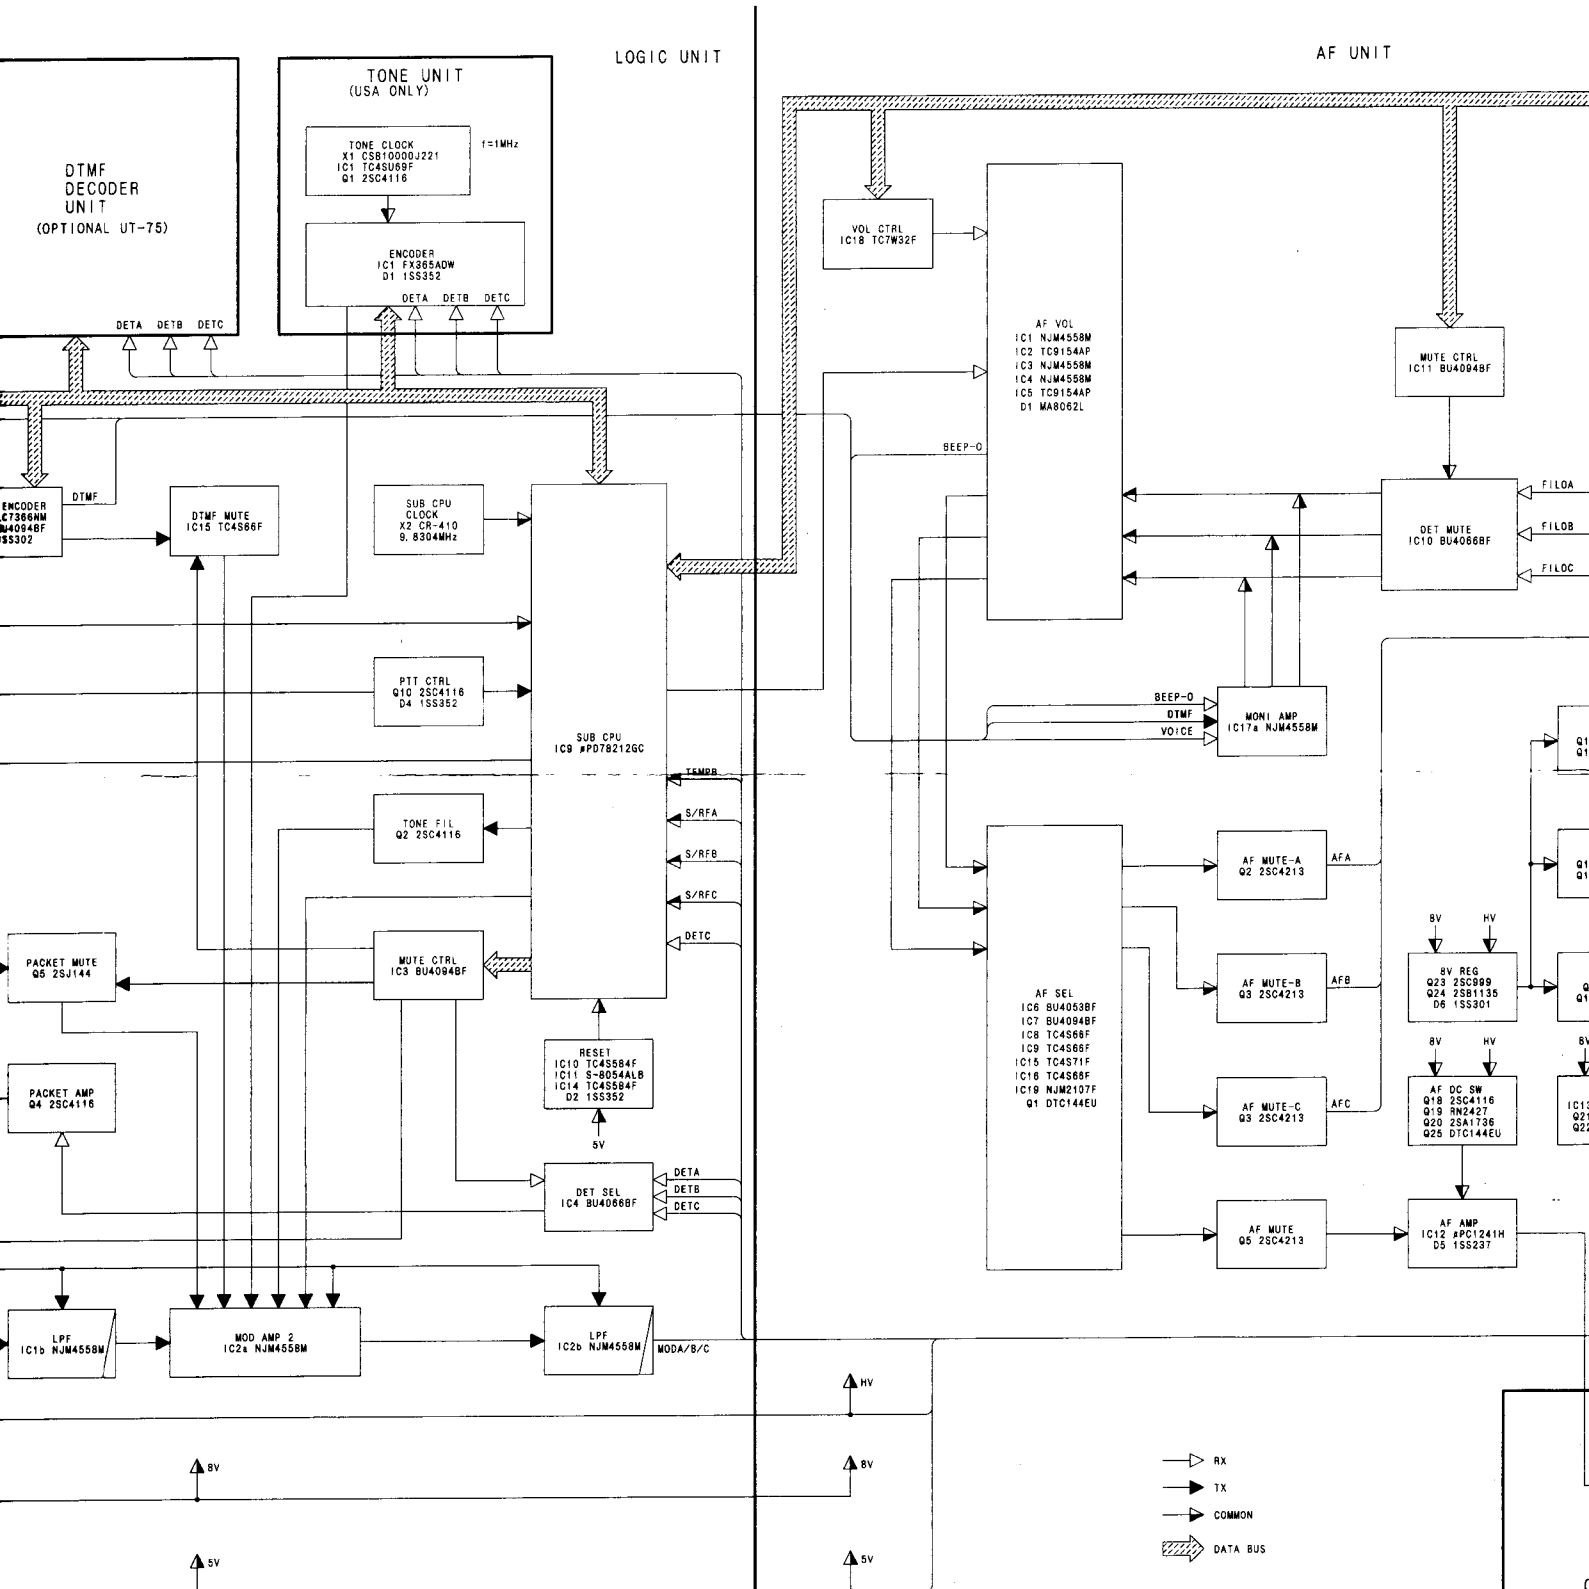 LOGIC UNIT
AF UNIT
DTMF
DECODER
UNIT
(OPTIONAL UT-75)
DETA DETB DETC
TONE UNIT
(USA ONLY)
TONE CLOCK
X1 CSB10000J221
IC1 TC4SU69F
Q1 2SC4116
f=1MHz
ENCODER
IC1 FX365ADW
D1 1SS352
DETA DETB DETC
ENCODER
DTMF
DTMF MUTE
IC15 TC4S66F
SUB CPU
CLOCK
X2 CR-410
9.8304MHz
PTT CTRL
Q10 2SC4116
D4 1SS352
SUB CPU
IC9 μPD78212GC
TEMPB
S/RFA
S/RFB
S/RFC
DETC
TONE FIL
Q2 2SC4116
MUTE CTRL
IC3 BU4094BF
PACKET MUTE
Q5 2SJ144
PACKET AMP
Q4 2SC4116
RESET
IC10 TC4S584F
IC11 S-8054ALB
IC14 TC4S584F
D2 1SS352
5V
DET SEL
IC4 BU4066BF
DETA
DETB
DETC
LPF
IC1b NJM4558M
MOD AMP 2
IC2a NJM4558M
LPF
IC2b NJM4558M
MODA/B/C
8V
5V
HV
8V
5V
VOL CTRL
IC18 TC7W32F
AF VOL
IC1 NJM4558M
IC2 TC9154AP
IC3 NJM4558M
IC4 NJM4558M
IC5 TC9154AP
D1 MA8062L
BEEP-O
MUTE CTRL
IC11 BU4094BF
DET MUTE
IC10 BU4066BF
FILOA
FILOB
FILOC
BEEP-O
DTMF
VOICE
MONI AMP
IC17a NJM4558M
AF SEL
IC6 BU4053BF
IC7 BU4094BF
IC8 TC4S66F
IC9 TC4S66F
IC15 TC4S71F
IC16 TC4S66F
IC19 NJM2107F
Q1 DTC144EU
AF MUTE-A
Q2 2SC4213
AFA
AF MUTE-B
Q3 2SC4213
AFB
AF MUTE-C
Q3 2SC4213
AFC
AF MUTE
Q5 2SC4213
8V HV
8V REG
Q23 2SC999
Q24 2SB1135
D6 1SS301
8V HV
AF DC SW
Q18 2SC4116
Q19 RN2427
Q20 2SA1736
Q25 DTC144EU
AF AMP
IC12 μPC1241H
D5 1SS237
8V
IC13
Q21
Q22
RX
TX
COMMON
DATA BUS